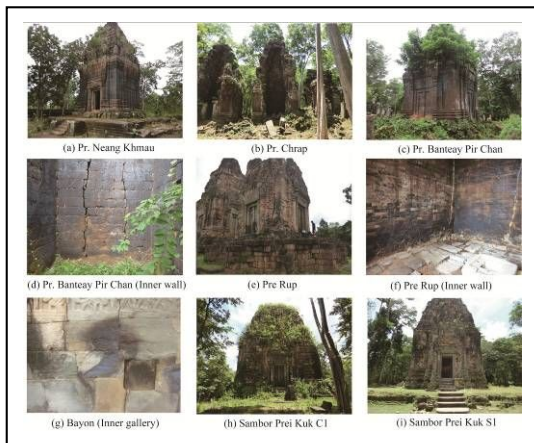 (a) Pr. Neang Khmau
(b) Pr. Chrap
(c) Pr. Banteay Pir Chan
(d) Pr. Banteay Pir Chan (Inner wall)
(e) Pre Rup
(f) Pre Rup (Inner wall)
(g) Bayon (Inner gallery)
(h) Sambor Prei Kuk C1
(i) Sambor Prei Kuk S1